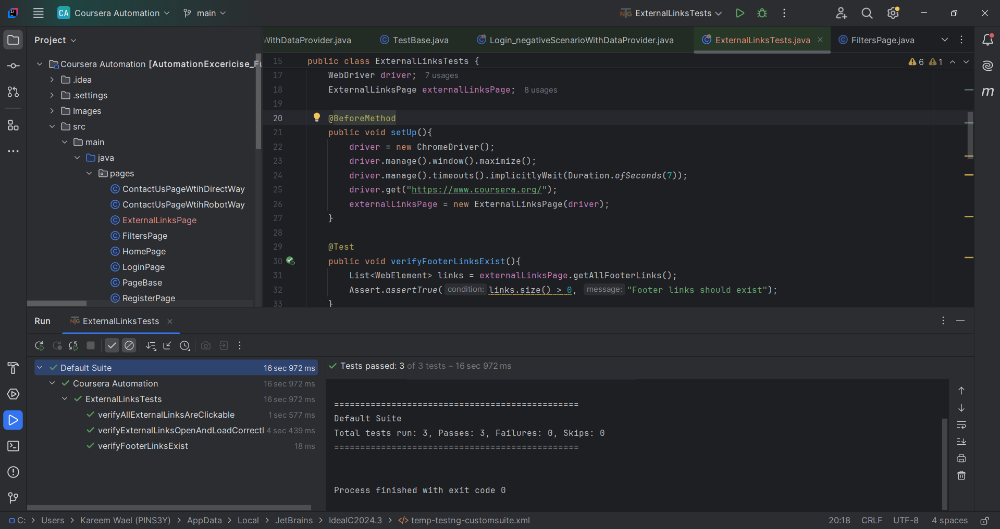 CA Coursera Automation main ExternalLinksTests
Project
WithDataProvider.java TestBase.java Login_negativeScenarioWithDataProvider.java ExternalLinksTests.java FiltersPage.java
Coursera Automation [AutomationExcericise_Fu
.idea
.settings
Images
src
main
java
pages
ContactUsPageWtihDirectWay
ContactUsPageWtihRobotWay
ExternalLinksPage
FiltersPage
HomePage
LoginPage
PageBase
RegisterPage
15 public class ExternalLinksTests { 6 1
17 WebDriver driver; 7 usages
18 ExternalLinksPage externalLinksPage; 8 usages
19
20 @BeforeMethod
21 public void setUp(){
22 driver = new ChromeDriver();
23 driver.manage().window().maximize();
24 driver.manage().timeouts().implicitlyWait(Duration.ofSeconds(7));
25 driver.get("https://www.coursera.org/");
26 externalLinksPage = new ExternalLinksPage(driver);
27 }
28
29 @Test
30 public void verifyFooterLinksExist(){
31 List<WebElement> links = externalLinksPage.getAllFooterLinks();
32 Assert.assertTrue( condition: links.size() > 0, message: "Footer links should exist");
33 }
Run ExternalLinksTests
Default Suite 16 sec 972 ms
Coursera Automation 16 sec 972 ms
ExternalLinksTests 16 sec 972 ms
verifyAllExternalLinksAreClickable 1 sec 577 ms
verifyExternalLinksOpenAndLoadCorrectl 4 sec 439 ms
verifyFooterLinksExist 18 ms
Tests passed: 3 of 3 tests – 16 sec 972 ms
===============================================
Default Suite
Total tests run: 3, Passes: 3, Failures: 0, Skips: 0
===============================================
Process finished with exit code 0
C: > Users > Kareem Wael (PINS3Y) > AppData > Local > JetBrains > IdeaIC2024.3 > </> temp-testng-customsuite.xml 20:18 CRLF UTF-8 4 spaces